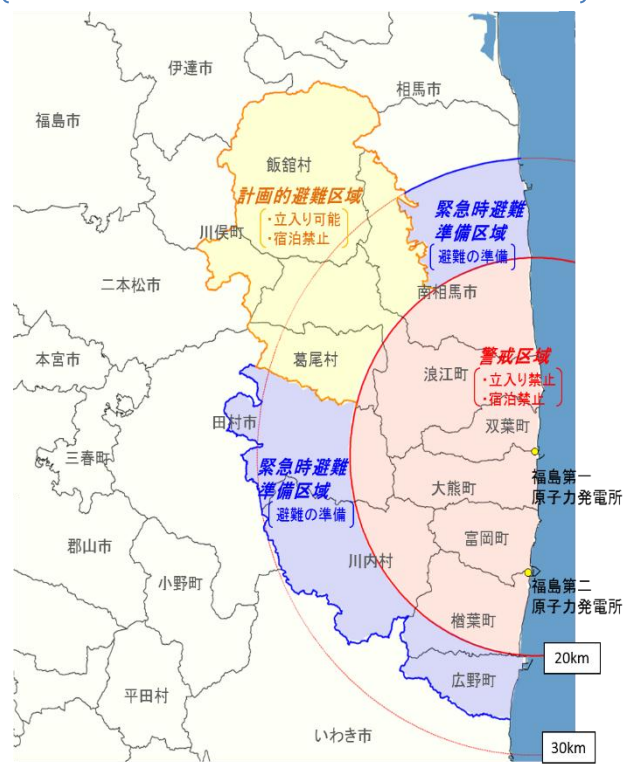 伊達市
相馬市
福島市
飯舘村
計画的避難区域
・立入り可能
・宿泊禁止
緊急時避難
準備区域
避難の準備
川俣町
二本松市
南相馬市
本宮市
葛尾村
浪江町
警戒区域
・立入り禁止
・宿泊禁止
田村市
双葉町
三春町
緊急時避難
準備区域
避難の準備
大熊町
福島第一
原子力発電所
郡山市
富岡町
小野町
川内村
福島第二
原子力発電所
楢葉町
20km
広野町
平田村
いわき市
30km